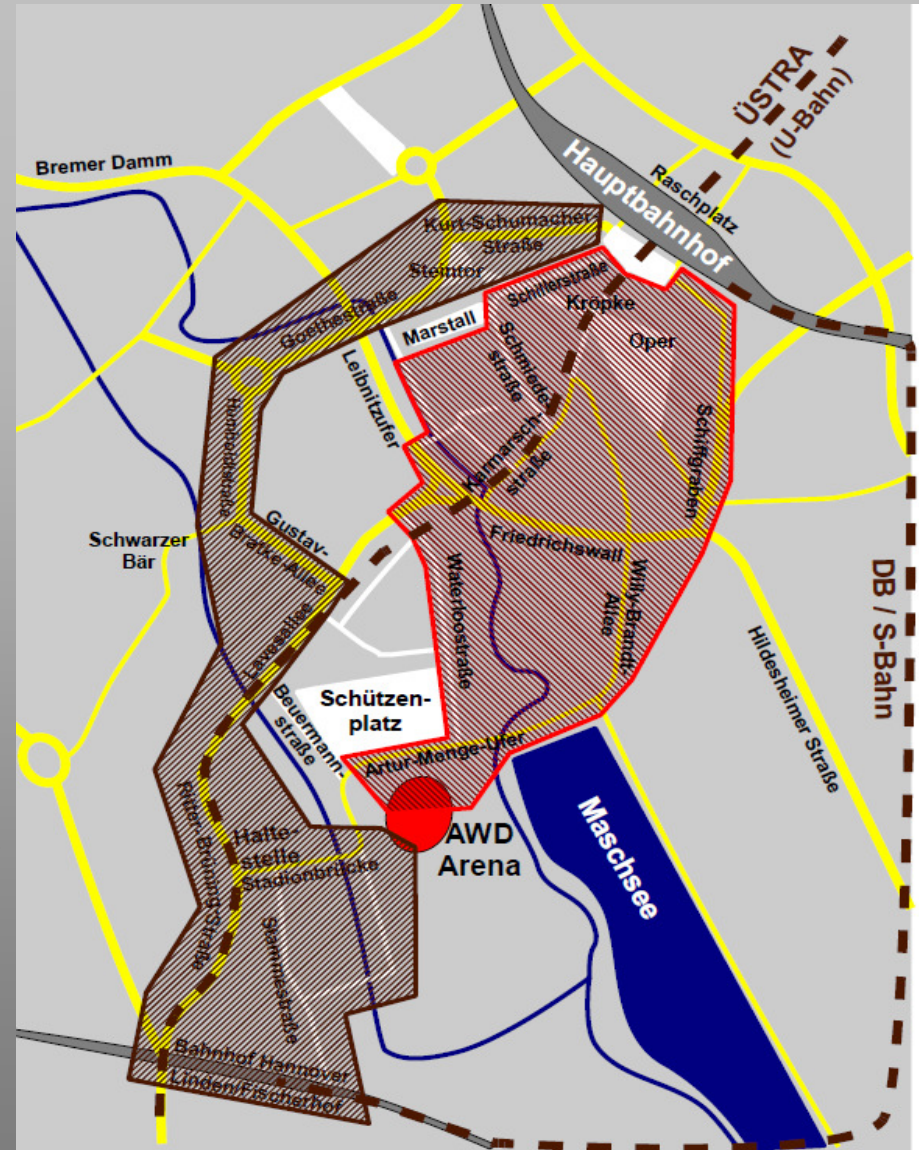 ÜSTRA
(U-Bahn)
Bremer Damm
Hauptbahnhof
Raschplatz
Kurt-Schumacher-
Straße
Steintor
Schillerstraße
Kröpke
Goethestraße
Marstall
Oper
Schmiede-
straße
Leibnitzufer
Karmarsch-
straße
Schiffgraben
Humboldtstraße
Schwarzer
Bär
Gustav-
Bratke-Allee
Friedrichswall
Willy-Brandt-
Allee
Waterloostraße
Lavesallee
DB / S-Bahn
Hildesheimer Straße
Schützen-
platz
Beuermann-
straße
Artur-Menge-Ufer
AWD
Arena
Maschsee
Ritter-Brüning-Straße
Halte-
stelle
Stadionbrücke
Stammestraße
Bahnhof Hannover
Linden/Fischerhof